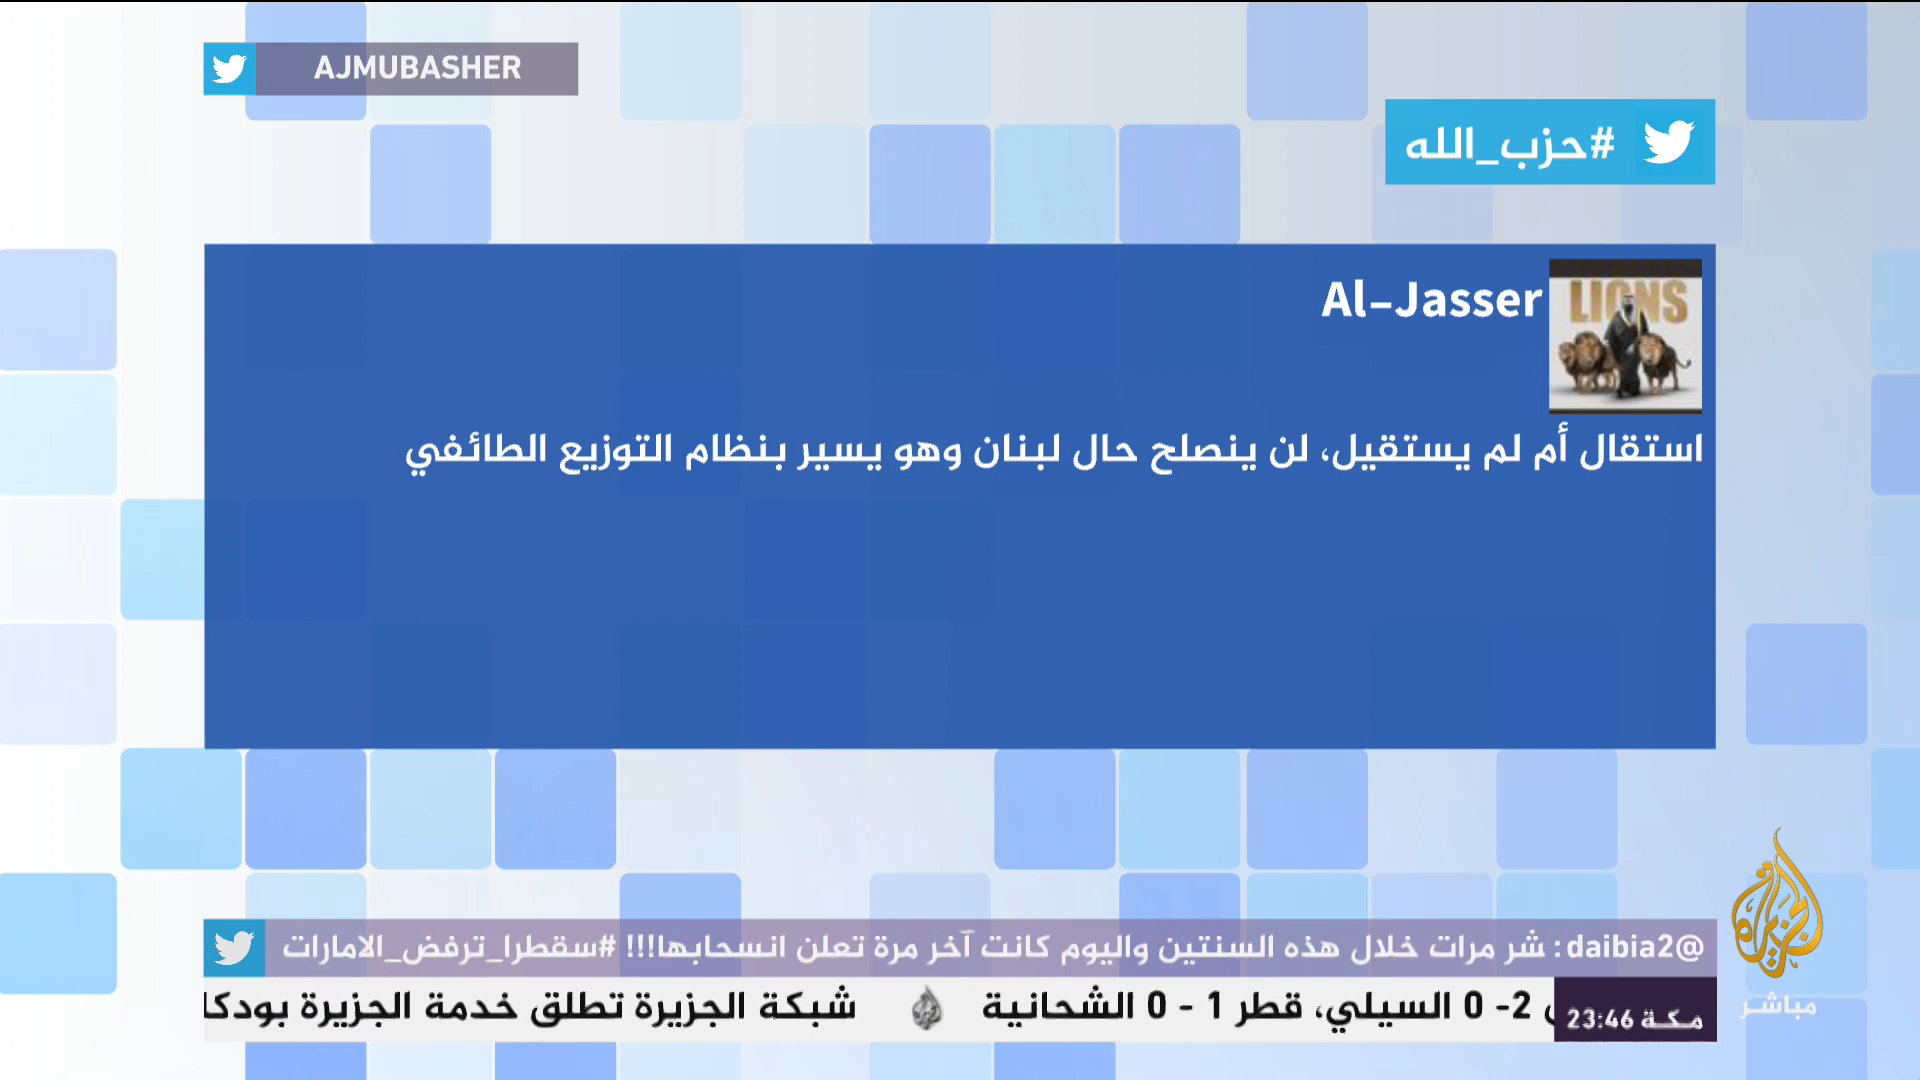 AJMUBASHER
#حزب_الله
Al-Jasser
LIONS
استقال أم لم يستقيل، لن ينصلح حال لبنان وهو يسير بنظام التوزيع الطائفي
@daibia2: شر مرات خلال هذه السنتين واليوم كانت آخر مرة تعلن انسحابها!!! #سقطرا_ترفض_الامارات
2- 0 السيلي، قطر 1 - 0 الشحانية شبكة الجزيرة تطلق خدمة الجزيرة بودكا
مكة 23:46
الجزيرة
مباشر